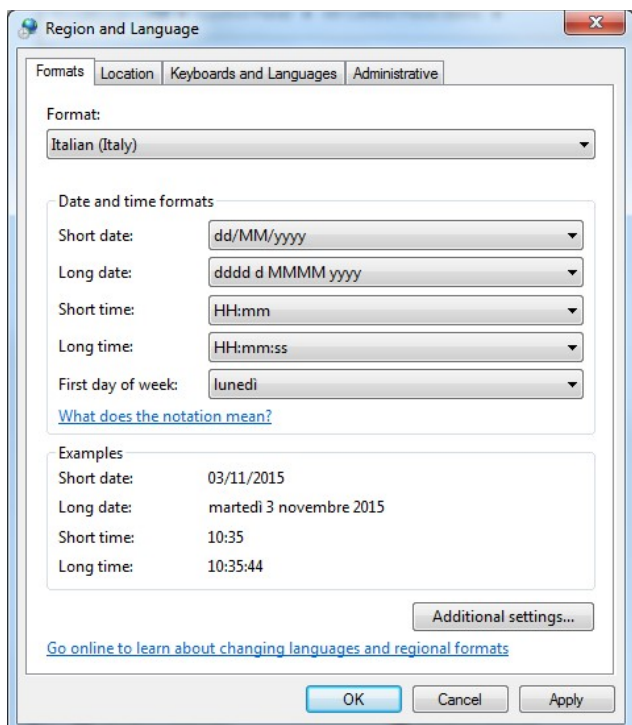 Region and Language
Formats Location Keyboards and Languages Administrative
Format:
Italian (Italy)
Date and time formats
Short date: dd/MM/yyyy
Long date: dddd d MMMM yyyy
Short time: HH:mm
Long time: HH:mm:ss
First day of week: lunedì
What does the notation mean?
Examples
Short date: 03/11/2015
Long date: martedì 3 novembre 2015
Short time: 10:35
Long time: 10:35:44
Additional settings...
Go online to learn about changing languages and regional formats
OK Cancel Apply